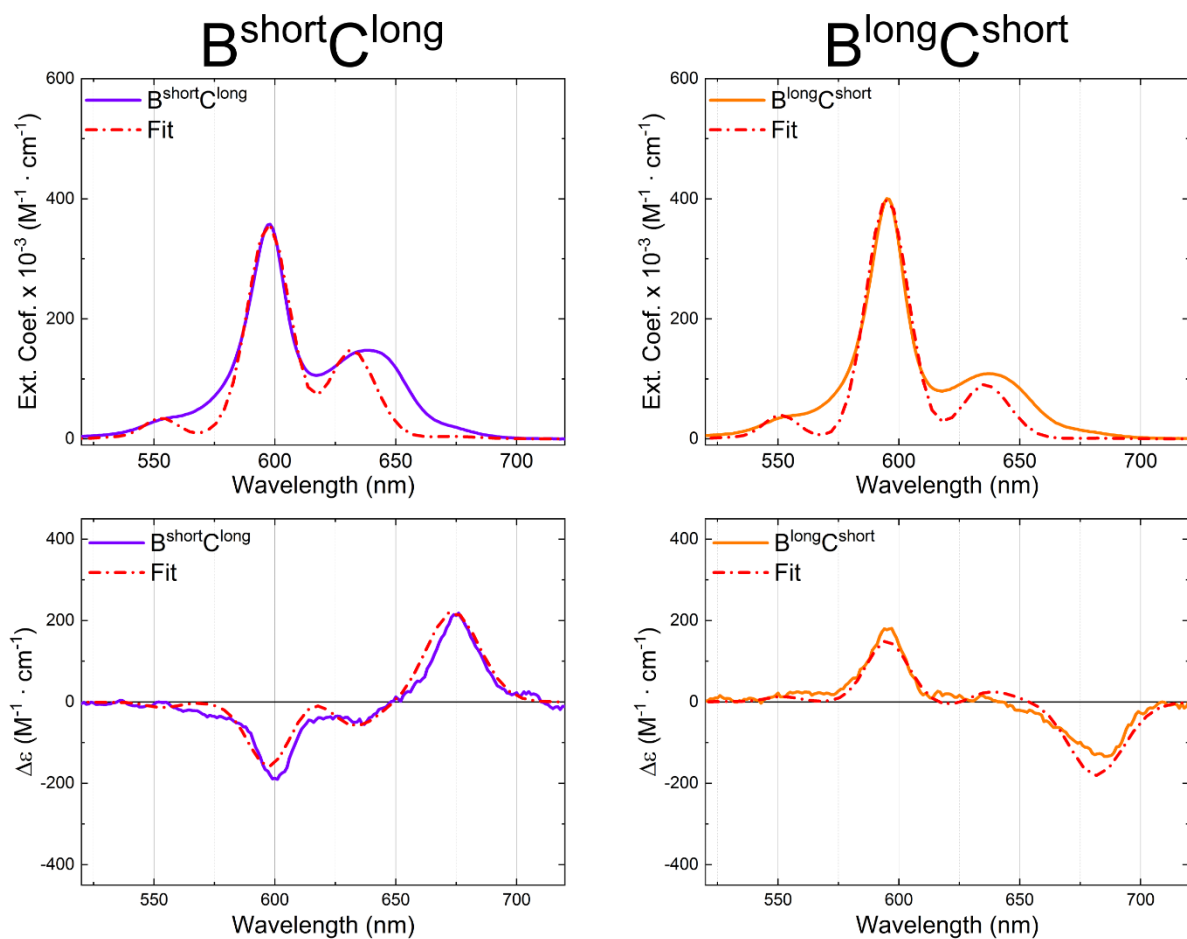 B^short C^long
B^long C^short
600
400
200
0
Ext. Coef. x 10^-3 (M^-1 · cm^-1)
B^short C^long
Fit
550 600 650 700
Wavelength (nm)
600
400
200
0
Ext. Coef. x 10^-3 (M^-1 · cm^-1)
B^long C^short
Fit
550 600 650 700
Wavelength (nm)
400
200
0
-200
-400
Δε (M^-1 · cm^-1)
B^short C^long
Fit
550 600 650 700
Wavelength (nm)
400
200
0
-200
-400
Δε (M^-1 · cm^-1)
B^long C^short
Fit
550 600 650 700
Wavelength (nm)